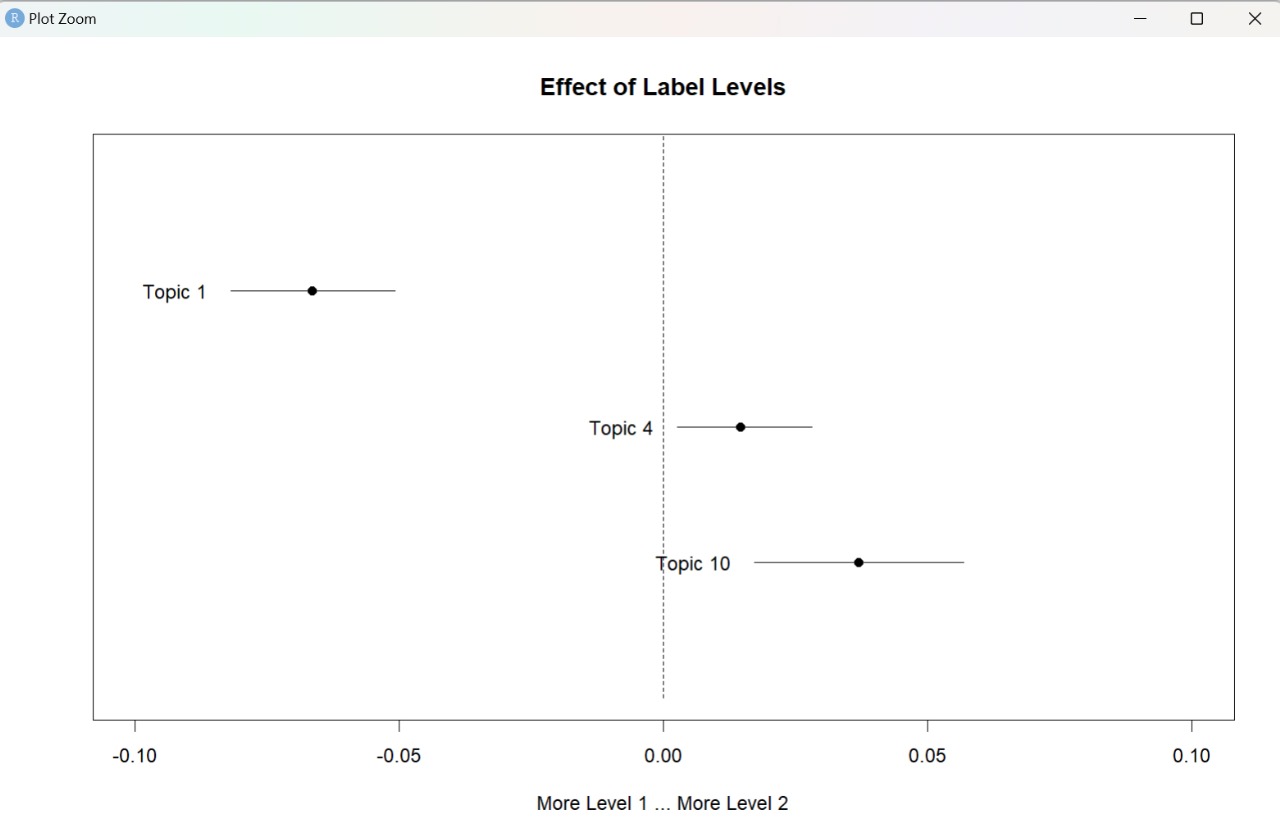 R Plot Zoom
Effect of Label Levels
Topic 1
Topic 4
Topic 10
-0.10 -0.05 0.00 0.05 0.10
More Level 1 ... More Level 2